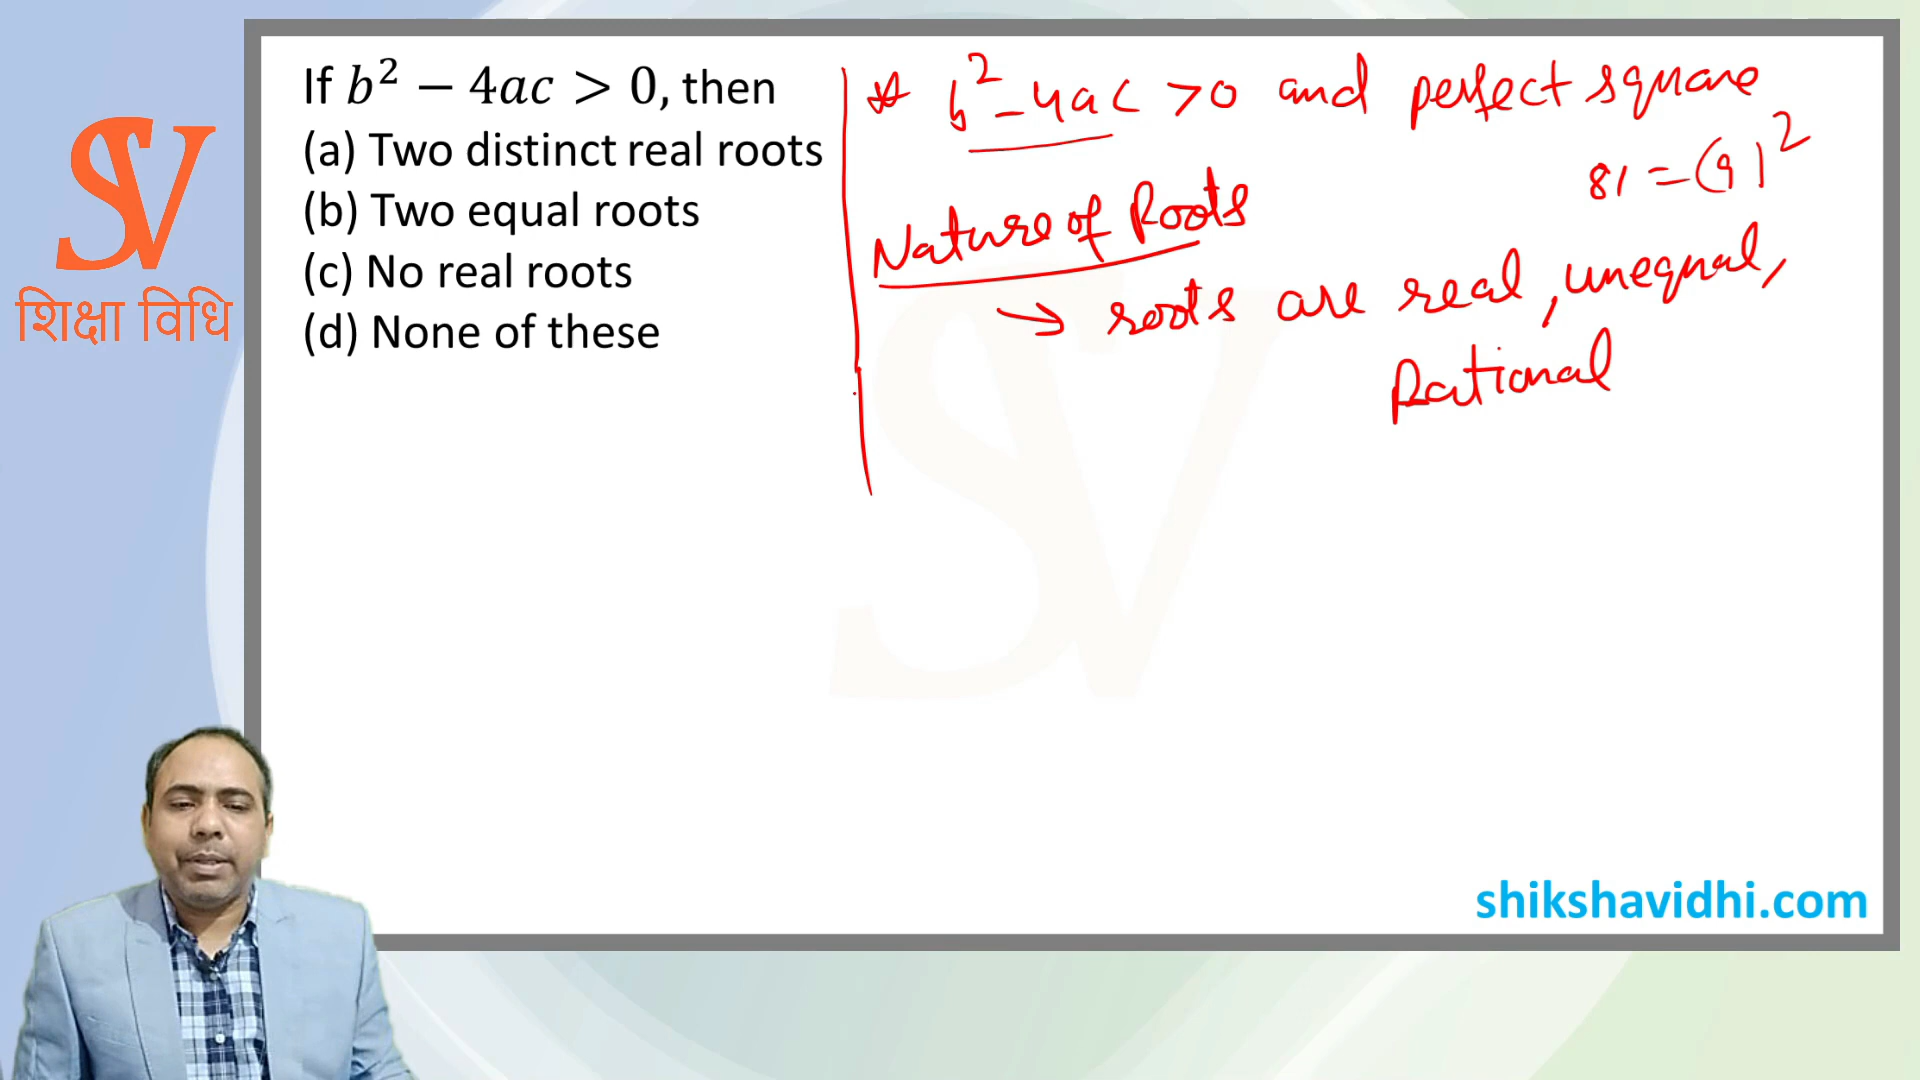 SV
शिक्षा विधि
If b² − 4ac > 0, then
(a) Two distinct real roots
(b) Two equal roots
(c) No real roots
(d) None of these
* b² - 4ac > 0 and perfect square
81 = (9)²
Nature of Roots
→ roots are real, unequal,
Rational
SV
shikshavidhi.com